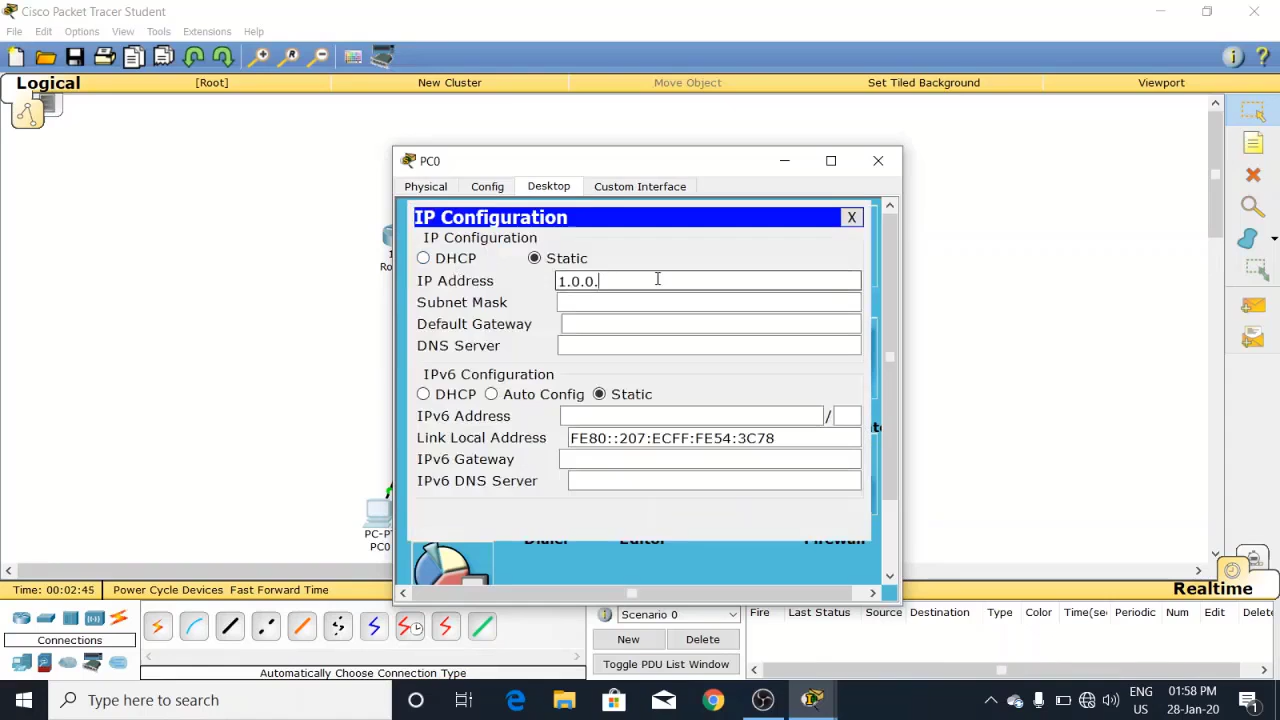 Cisco Packet Tracer Student
File Edit Options View Tools Extensions Help
Logical [Root] New Cluster Move Object Set Tiled Background Viewport
PC0
Physical Config Desktop Custom Interface
IP Configuration X
IP Configuration
DHCP Static
IP Address 1.0.0.
Subnet Mask
Default Gateway
DNS Server
IPv6 Configuration
DHCP Auto Config Static
IPv6 Address /
Link Local Address FE80::207:ECFF:FE54:3C78
IPv6 Gateway
IPv6 DNS Server
PC-P
PC0
Time: 00:02:45 Power Cycle Devices Fast Forward Time Realtime
Scenario 0
Fire Last Status Source Destination Type Color Time(sec Periodic Num Edit Delete
Connections
New Delete
Toggle PDU List Window
Automatically Choose Connection Type
Type here to search
ENG
US
01:58 PM
28-Jan-20